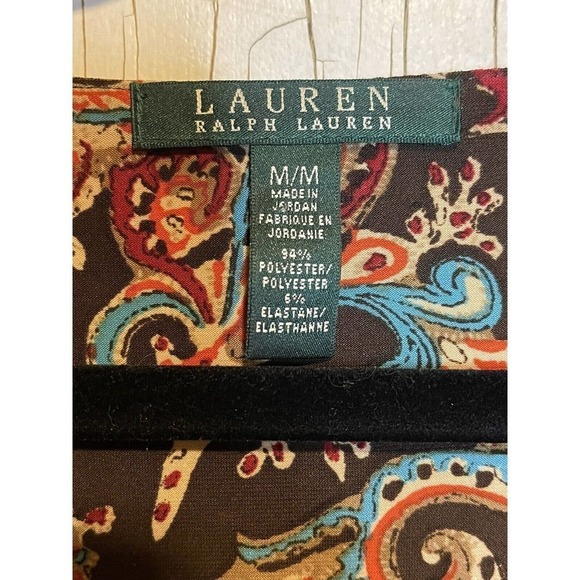 LAUREN
RALPH LAUREN
M/M
MADE IN
JORDAN
FABRIQUE EN
JORDANIE
94%
POLYESTER/
POLYESTER
6%
ELASTANE/
ELASTHANNE